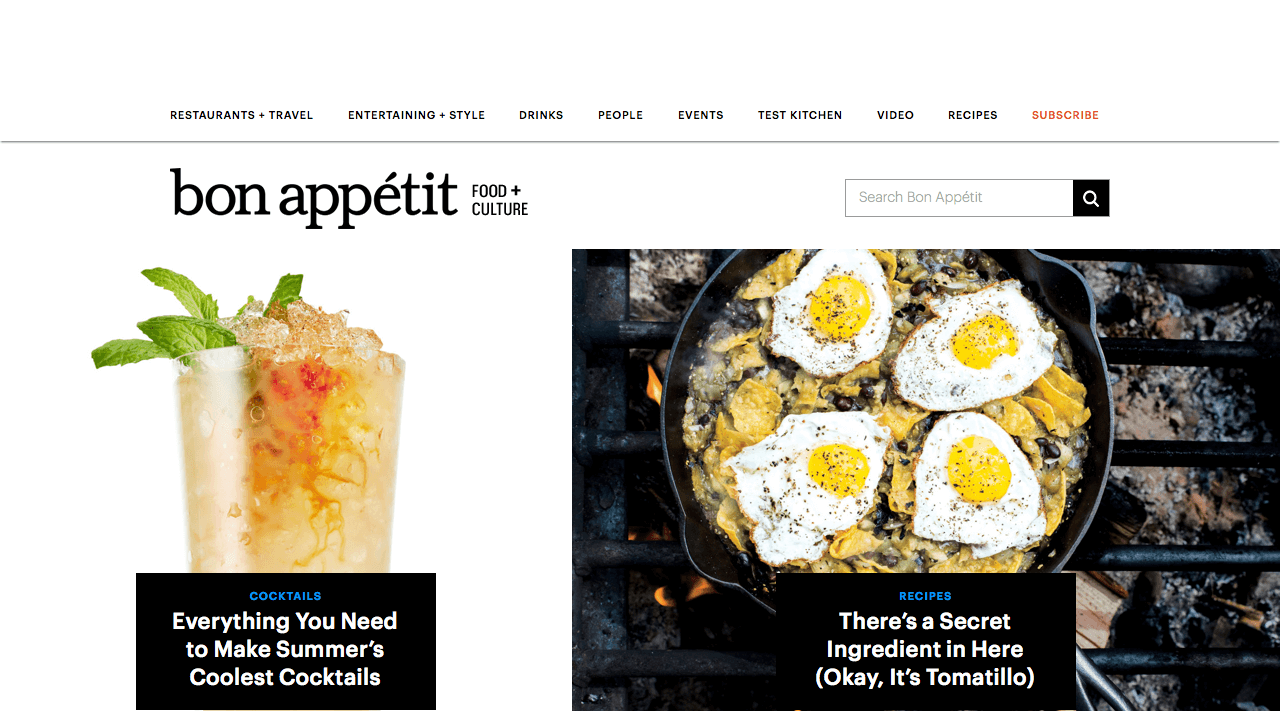 RESTAURANTS + TRAVEL ENTERTAINING + STYLE DRINKS PEOPLE EVENTS TEST KITCHEN VIDEO RECIPES SUBSCRIBE
bon appétit
FOOD +
CULTURE
Search Bon Appétit
COCKTAILS
Everything You Need
to Make Summer’s
Coolest Cocktails
RECIPES
There’s a Secret
Ingredient in Here
(Okay, It’s Tomatillo)